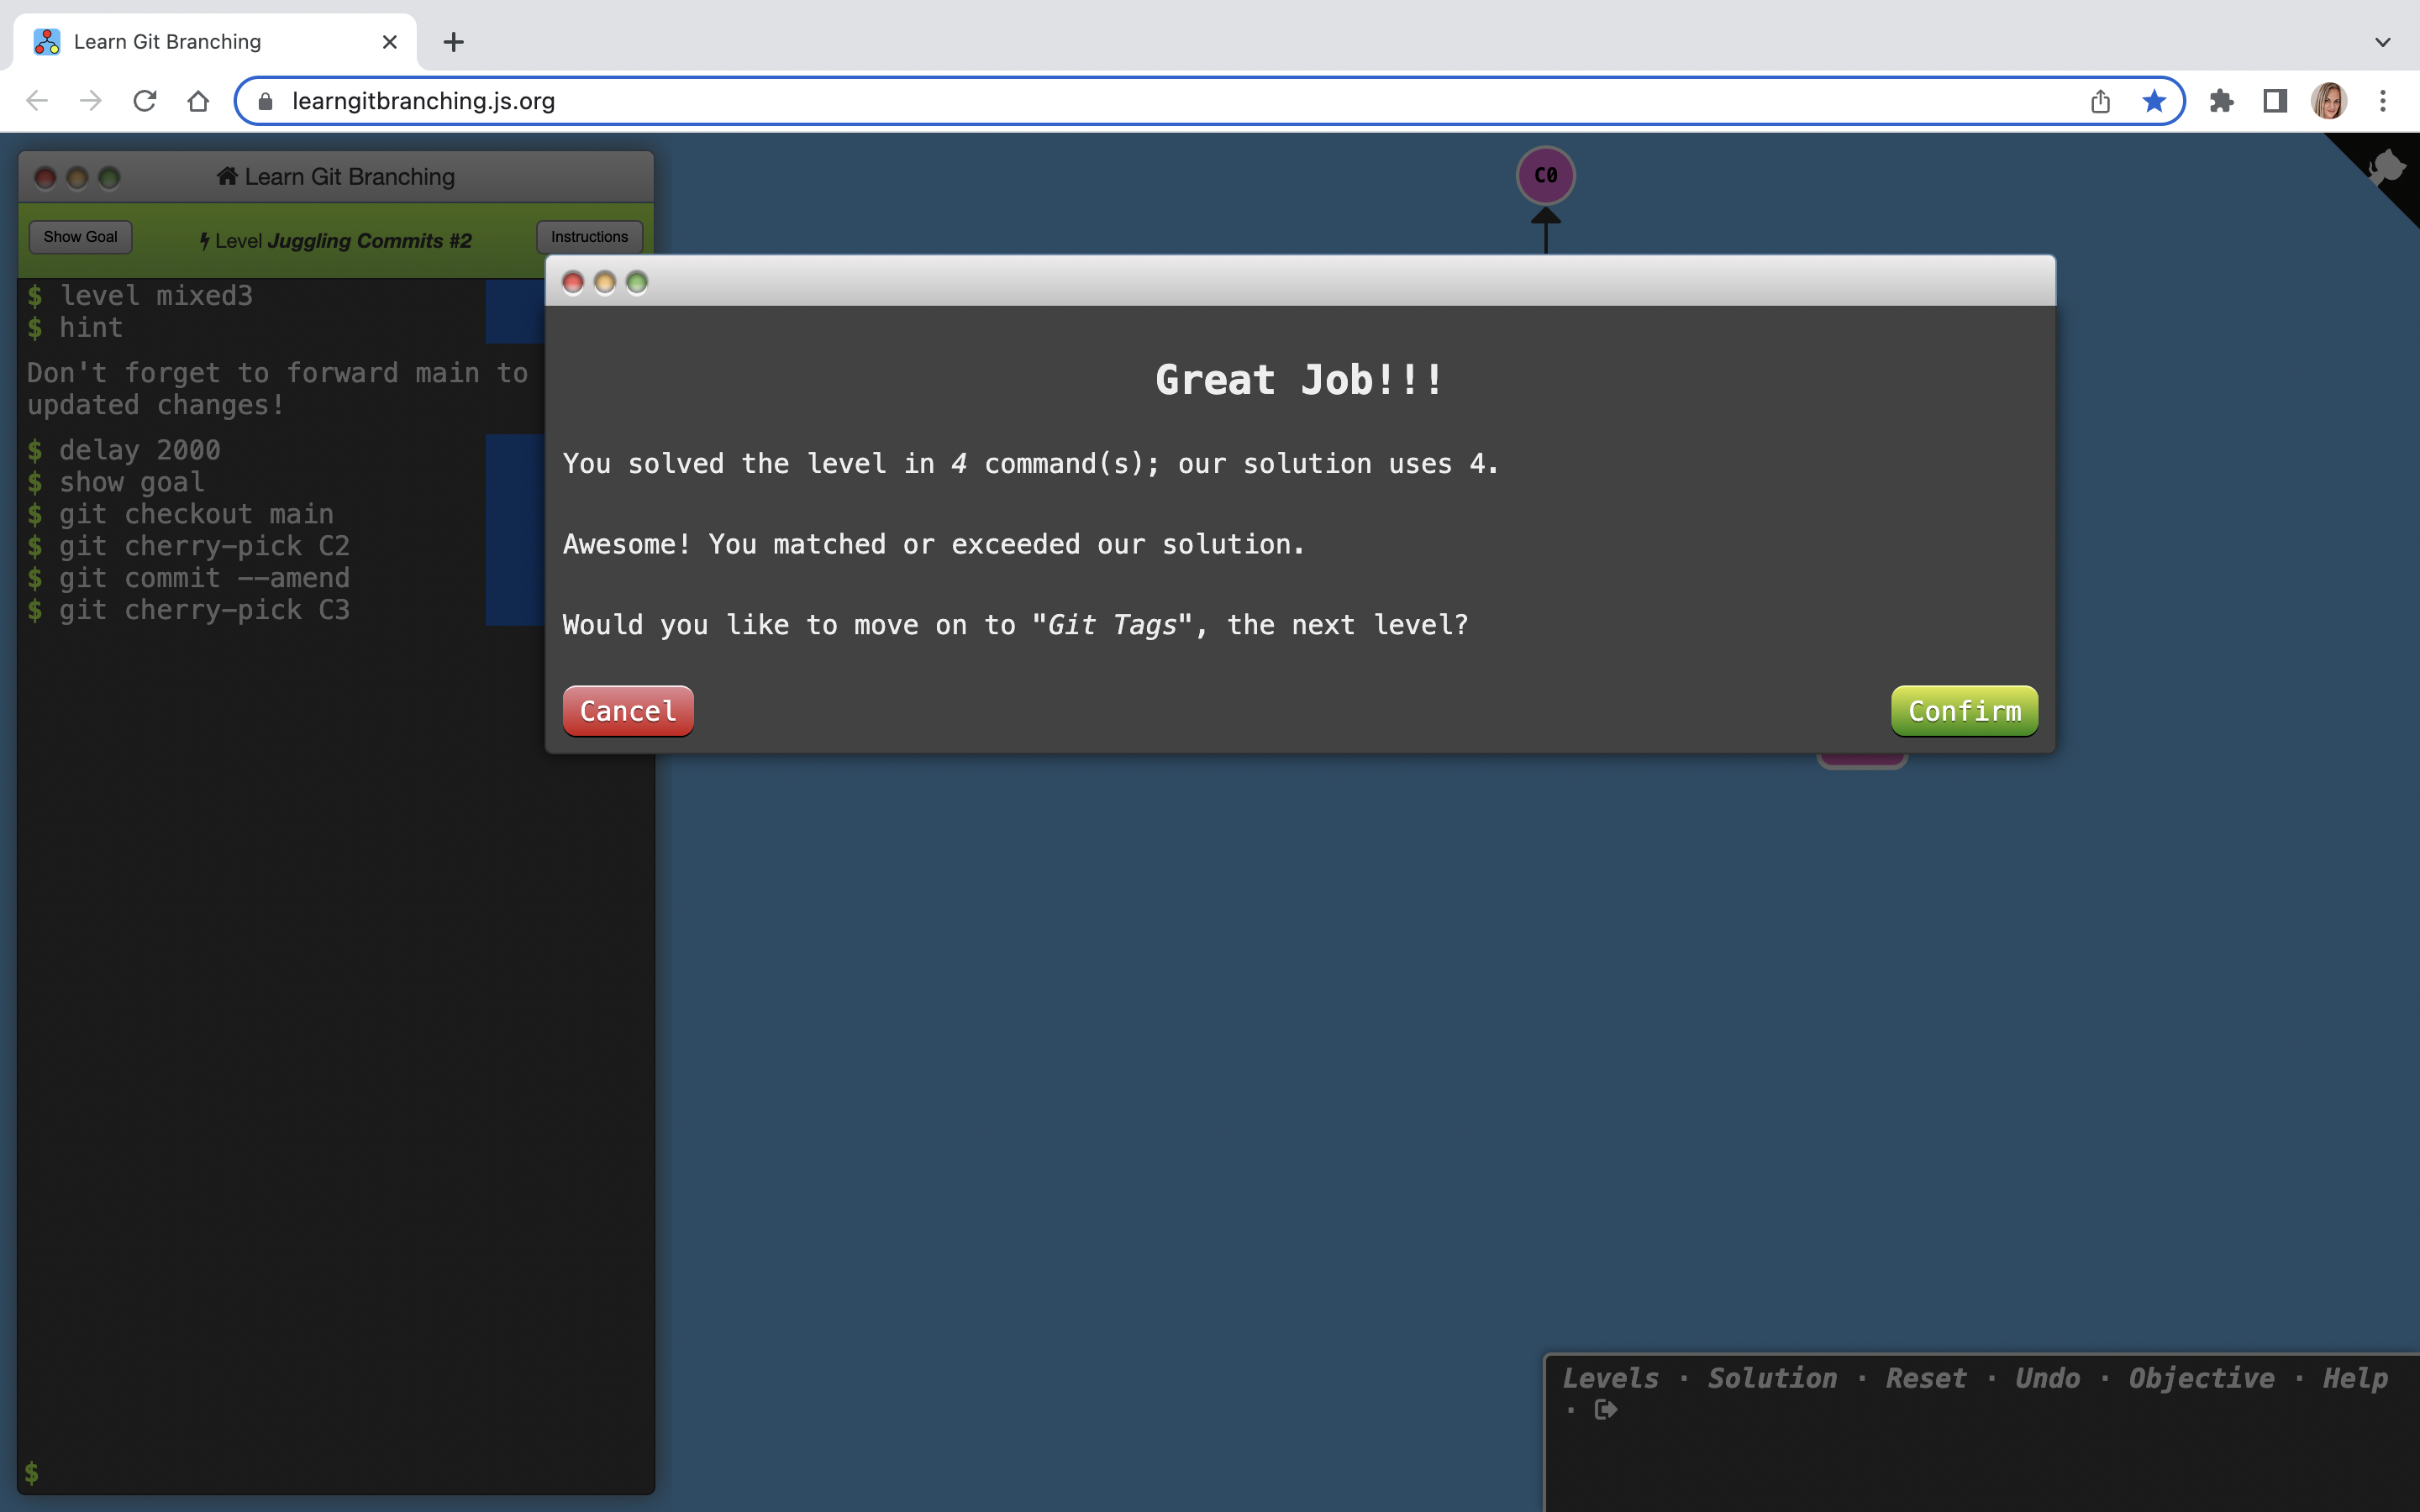 Learn Git Branching
learngitbranching.js.org
Learn Git Branching
Show Goal
Level Juggling Commits #2
Instructions
$ level mixed3
$ hint
Don't forget to forward main to
updated changes!
$ delay 2000
$ show goal
$ git checkout main
$ git cherry-pick C2
$ git commit --amend
$ git cherry-pick C3
$
C0
Great Job!!!
You solved the level in 4 command(s); our solution uses 4.
Awesome! You matched or exceeded our solution.
Would you like to move on to "Git Tags", the next level?
Cancel
Confirm
Levels · Solution · Reset · Undo · Objective · Help
·